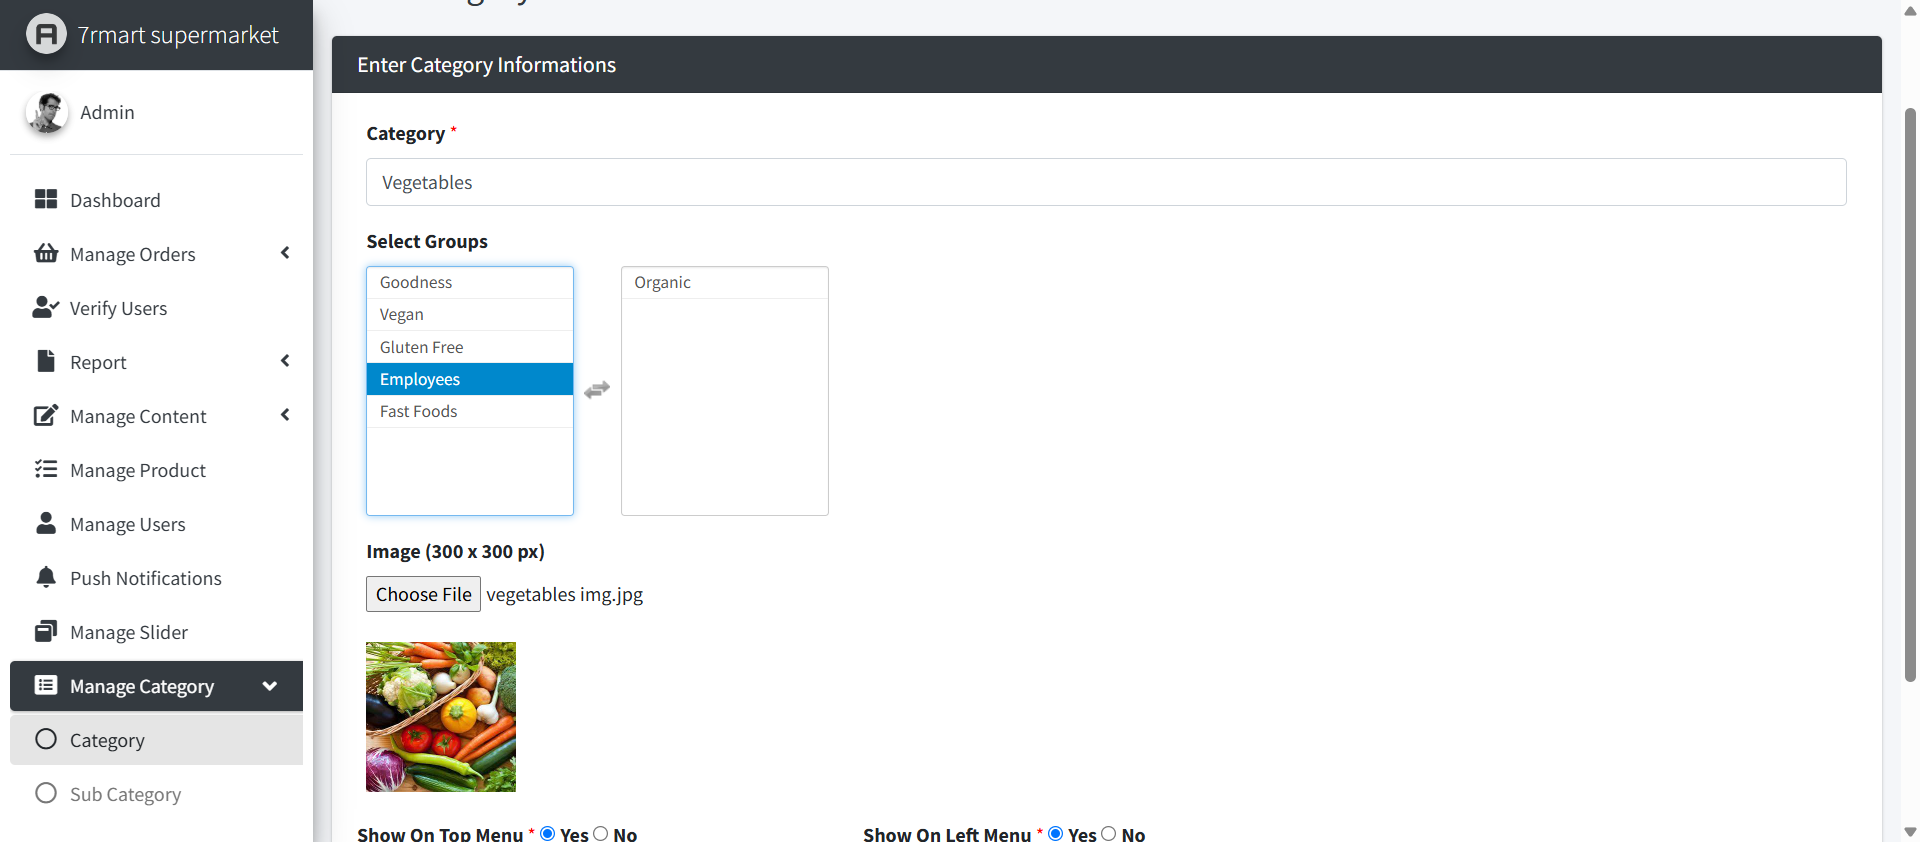 7rmart supermarket
Admin
Dashboard
Manage Orders
Verify Users
Report
Manage Content
Manage Product
Manage Users
Push Notifications
Manage Slider
Manage Category
Category
Sub Category
Enter Category Informations
Category *
Vegetables
Select Groups
Goodness
Vegan
Gluten Free
Employees
Fast Foods
Organic
Image (300 x 300 px)
Choose File vegetables img.jpg
Show On Top Menu * Yes No
Show On Left Menu * Yes No